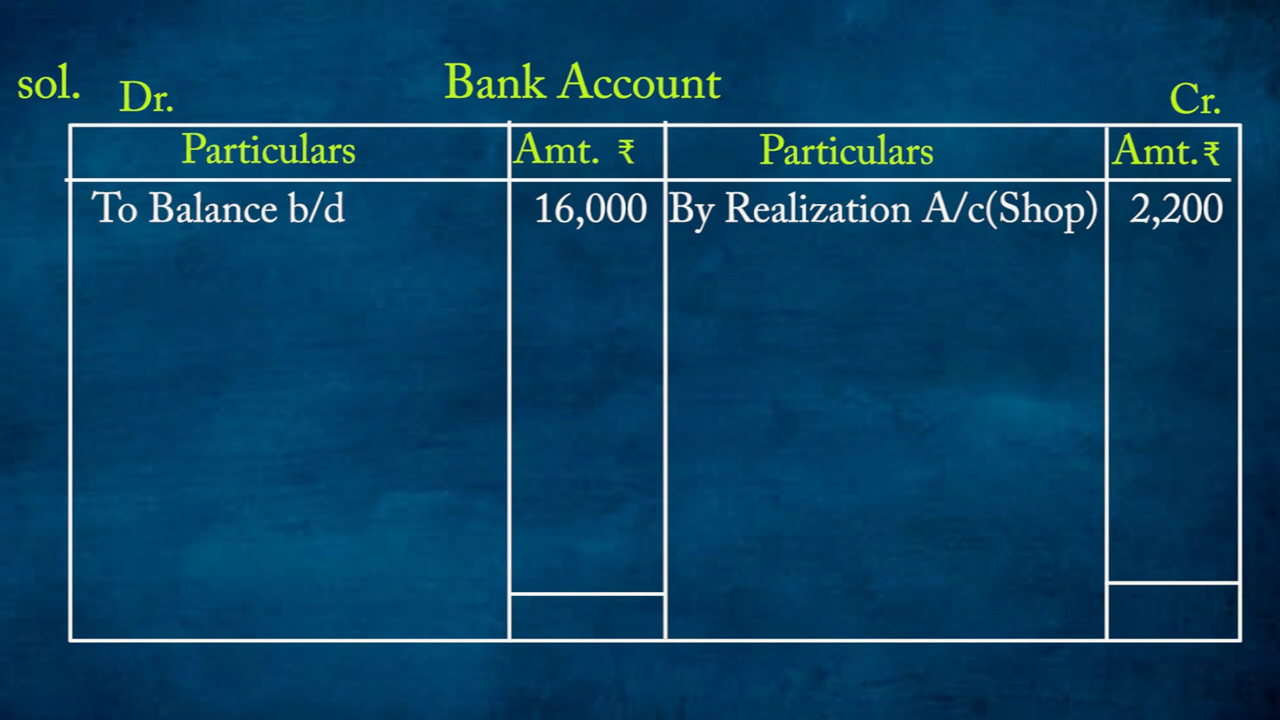 sol. Dr. Bank Account Cr.
Particulars Amt. ₹ Particulars Amt.₹
To Balance b/d 16,000 By Realization A/c(Shop) 2,200